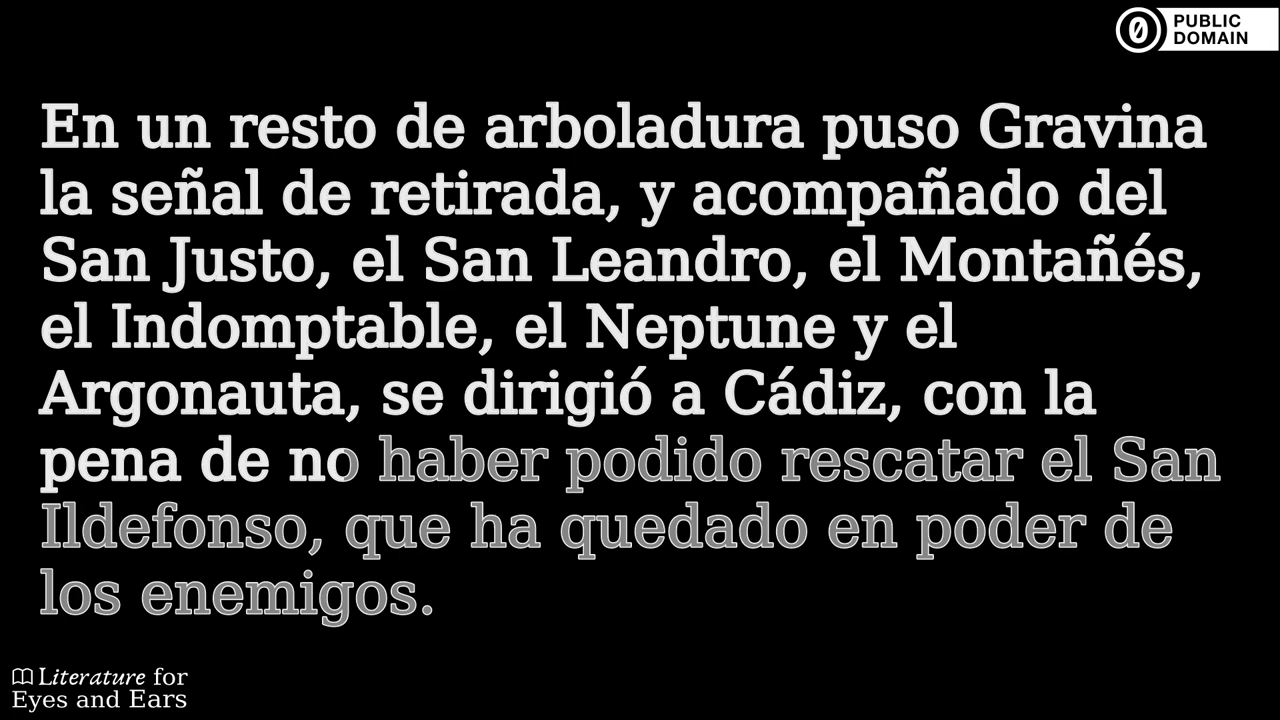 PUBLIC
DOMAIN
En un resto de arboladura puso Gravina
la señal de retirada, y acompañado del
San Justo, el San Leandro, el Montañés,
el Indomptable, el Neptune y el
Argonauta, se dirigió a Cádiz, con la
pena de no haber podido rescatar el San
Ildefonso, que ha quedado en poder de
los enemigos.
Literature for
Eyes and Ears